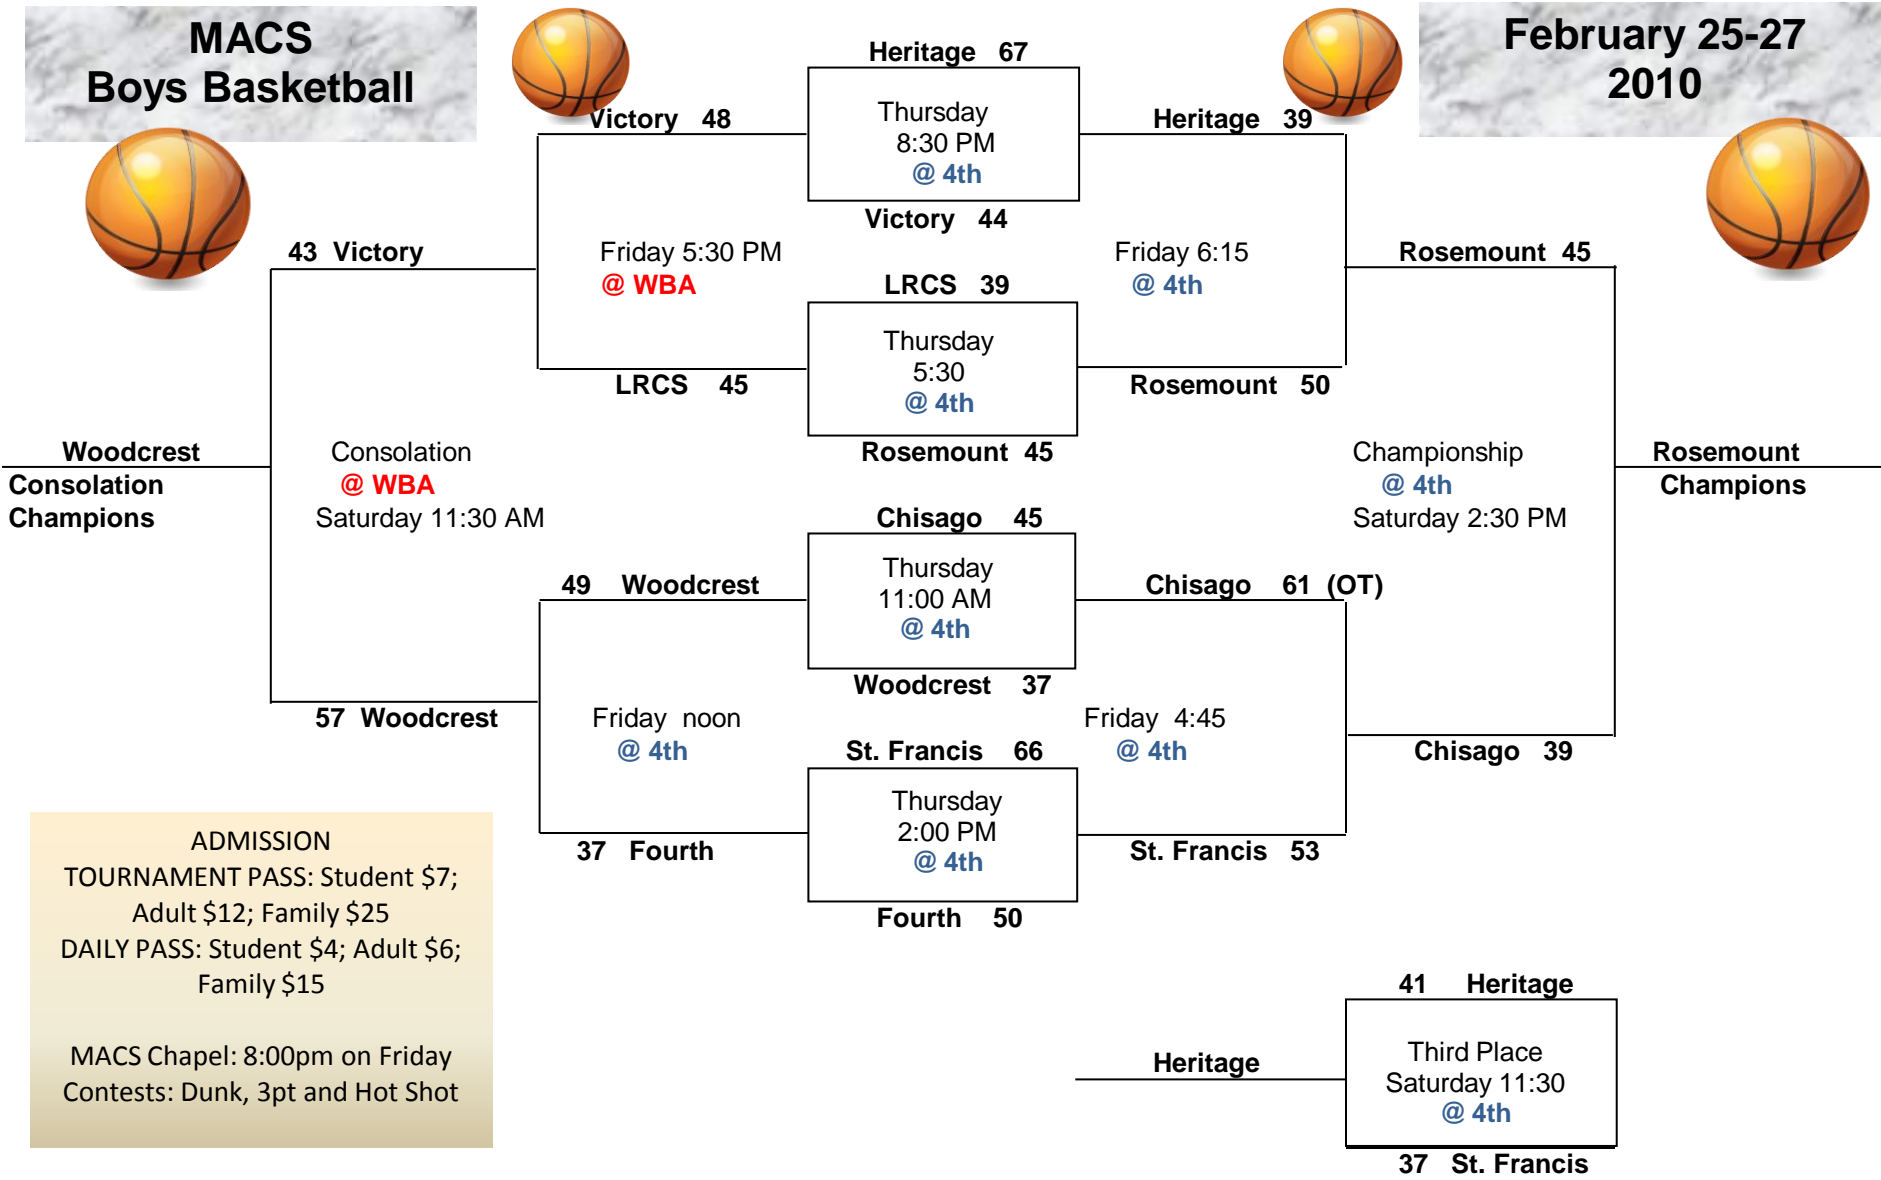 MACS
Boys Basketball
February 25-27
2010
Heritage 67
Victory 48
Thursday
8:30 PM
@ 4th
Heritage 39
Victory 44
43 Victory
Friday 5:30 PM
@ WBA
Friday 6:15
@ 4th
Rosemount 45
LRCS 39
Thursday
5:30
@ 4th
LRCS 45
Rosemount 50
Rosemount 45
Woodcrest
Consolation
Champions
Consolation
@ WBA
Saturday 11:30 AM
Championship
@ 4th
Saturday 2:30 PM
Rosemount
Champions
Chisago 45
49 Woodcrest
Thursday
11:00 AM
@ 4th
Chisago 61 (OT)
Woodcrest 37
57 Woodcrest
Friday noon
@ 4th
Friday 4:45
@ 4th
Chisago 39
St. Francis 66
Thursday
2:00 PM
@ 4th
37 Fourth
St. Francis 53
Fourth 50
ADMISSION
TOURNAMENT PASS: Student $7;
Adult $12; Family $25
DAILY PASS: Student $4; Adult $6;
Family $15
MACS Chapel: 8:00pm on Friday
Contests: Dunk, 3pt and Hot Shot
41 Heritage
Heritage
Third Place
Saturday 11:30
@ 4th
37 St. Francis